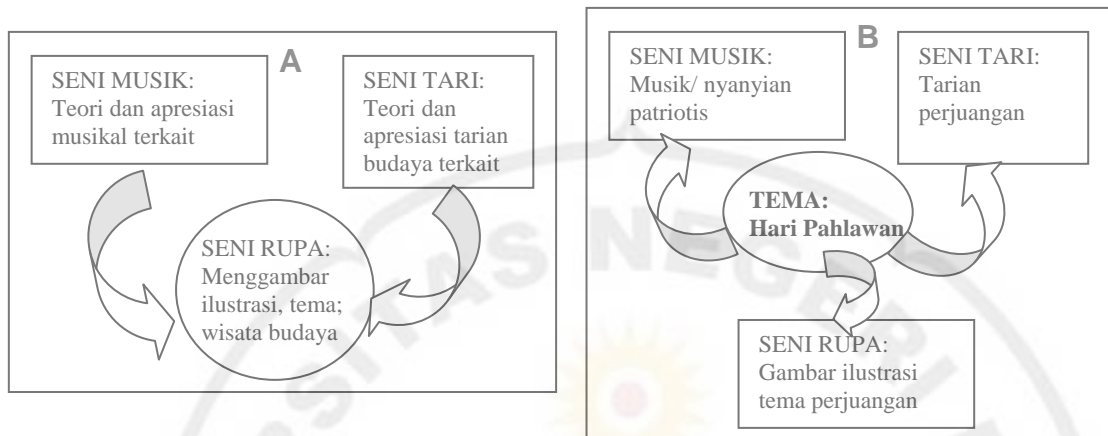 A
SENI MUSIK:
Teori dan apresiasi
musikal terkait
SENI TARI:
Teori dan
apresiasi tarian
budaya terkait
SENI RUPA:
Menggambar
ilustrasi, tema;
wisata budaya
B
SENI MUSIK:
Musik/ nyanyian
patriotis
SENI TARI:
Tarian
perjuangan
TEMA:
Hari Pahlawan
SENI RUPA:
Gambar ilustrasi
tema perjuangan
SITAS NEGERI